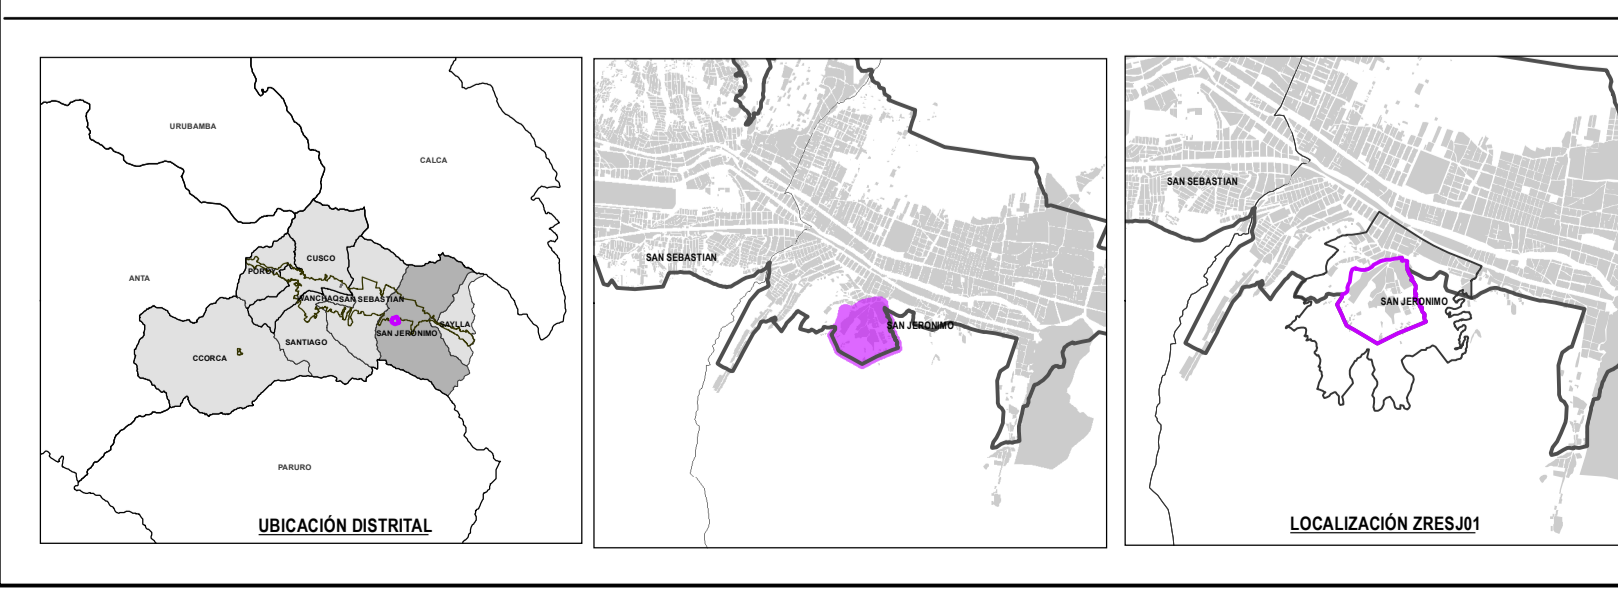 URUBAMBA
CALCA
ANTA
CUSCO
POROY
WANCHAQ
SAN SEBASTIAN
SAYLLA
SAN JERONIMO
SANTIAGO
CCORCA
PARURO
UBICACIÓN DISTRITAL
SAN SEBASTIAN
SAN JERONIMO
SAN SEBASTIAN
SAN JERONIMO
LOCALIZACIÓN ZRESJ01